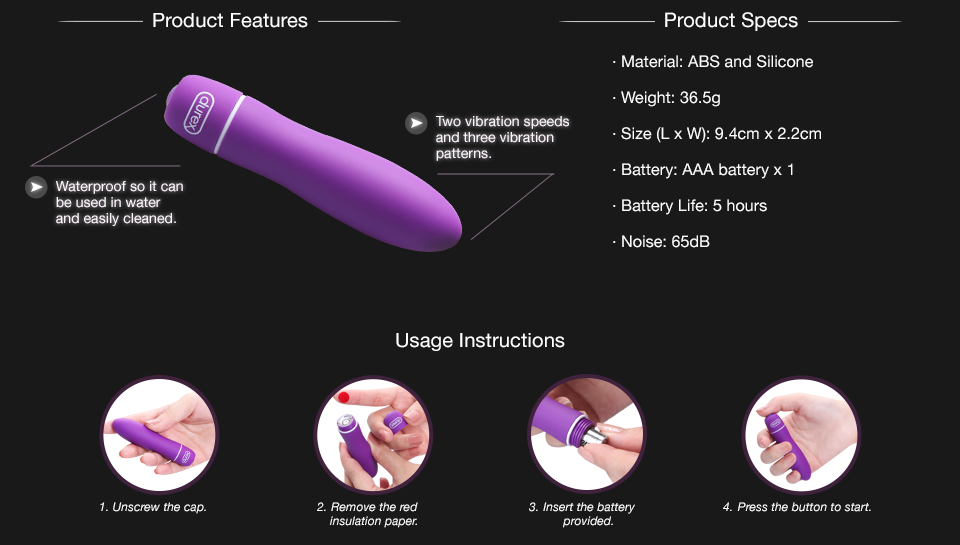 Product Features
durex
Two vibration speeds
and three vibration
patterns.
Waterproof so it can
be used in water
and easily cleaned.
Product Specs
· Material: ABS and Silicone
· Weight: 36.5g
· Size (L x W): 9.4cm x 2.2cm
· Battery: AAA battery x 1
· Battery Life: 5 hours
· Noise: 65dB
Usage Instructions
durex
durex
1. Unscrew the cap.
2. Remove the red
insulation paper.
3. Insert the battery
provided.
4. Press the button to start.